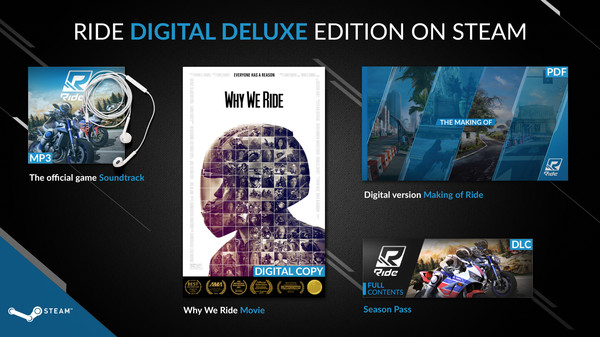 RIDE DIGITAL DELUXE EDITION ON STEAM
Ride
MP3
The official game Soundtrack
EVERYONE HAS A REASON
WHY WE RIDE
DIGITAL COPY
Why We Ride Movie
PDF
THE MAKING OF
Ride
Digital version Making of Ride
DLC
Ride
FULL
CONTENTS
Season Pass
STEAM™